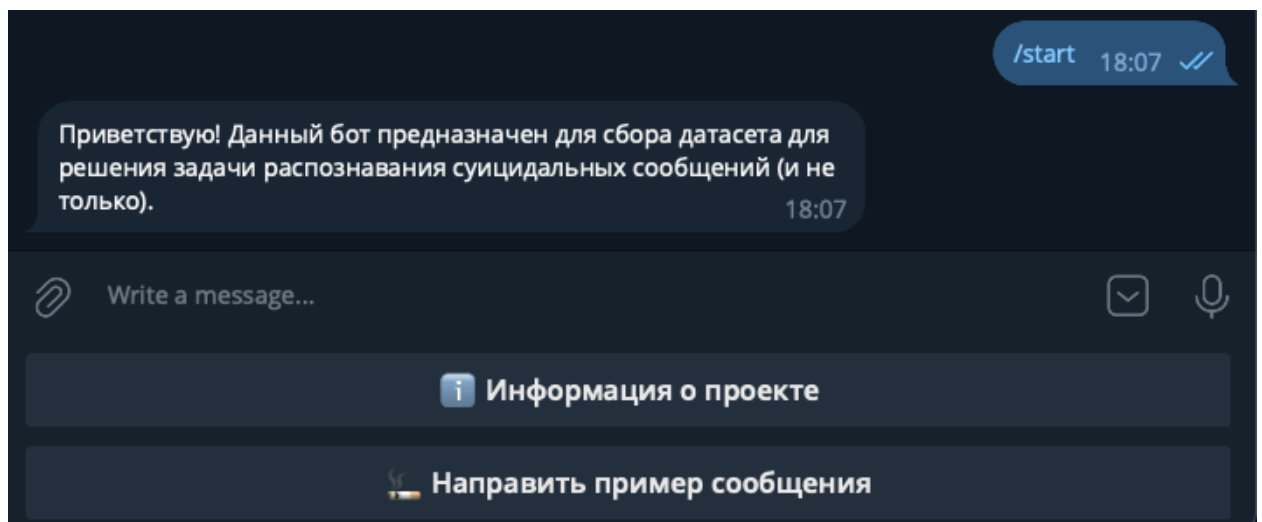 /start 18:07
Приветствую! Данный бот предназначен для сбора датасета для
решения задачи распознавания суицидальных сообщений (и не
только).
18:07
Write a message...
Информация о проекте
Направить пример сообщения